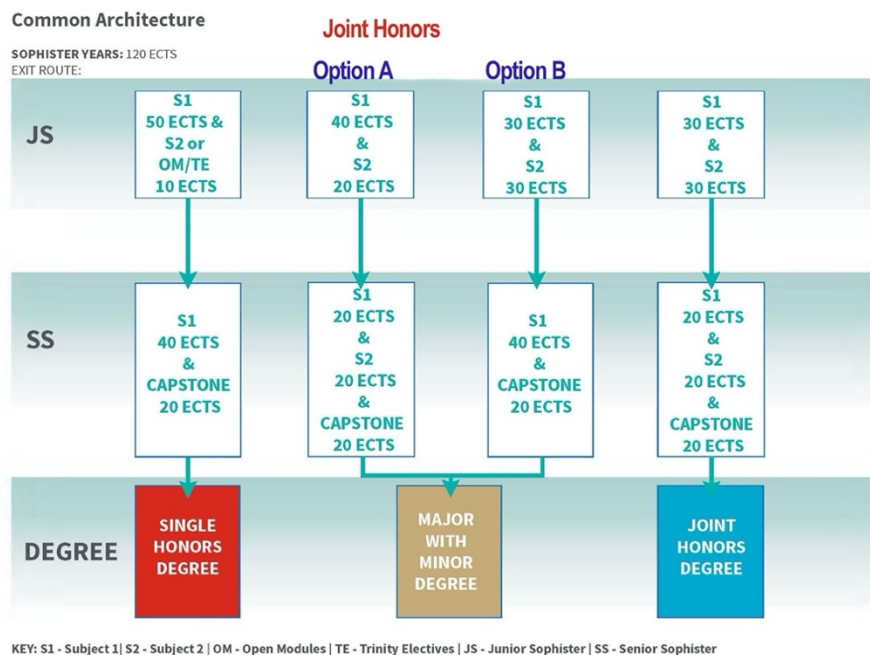 Common Architecture
Joint Honors
SOPHISTER YEARS: 120 ECTS
EXIT ROUTE:
Option A
Option B
JS
S1
50 ECTS &
S2 or
OM/TE
10 ECTS
S1
40 ECTS
&
S2
20 ECTS
S1
30 ECTS
&
S2
30 ECTS
S1
30 ECTS
&
S2
30 ECTS
SS
S1
40 ECTS
&
CAPSTONE
20 ECTS
S1
20 ECTS
&
S2
20 ECTS
&
CAPSTONE
20 ECTS
S1
40 ECTS
&
CAPSTONE
20 ECTS
S1
20 ECTS
&
S2
20 ECTS
&
CAPSTONE
20 ECTS
DEGREE
SINGLE
HONORS
DEGREE
MAJOR
WITH
MINOR
DEGREE
JOINT
HONORS
DEGREE
KEY: S1 - Subject 1| S2 - Subject 2 | OM - Open Modules | TE - Trinity Electives | JS - Junior Sophister | SS - Senior Sophister